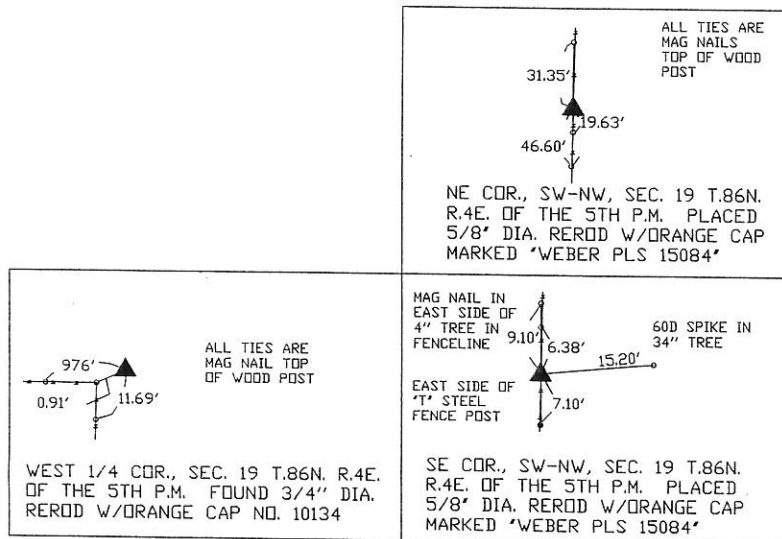 ALL TIES ARE
MAG NAILS
TOP OF WOOD
POST
31.35'
19.63'
46.60'
NE COR., SW-NW, SEC. 19 T.86N.
R.4E. OF THE 5TH P.M. PLACED
5/8" DIA. REROD W/ORANGE CAP
MARKED "WEBER PLS 15084"
976'
0.91'
11.69'
ALL TIES ARE
MAG NAIL TOP
OF WOOD POST
WEST 1/4 COR., SEC. 19 T.86N. R.4E.
OF THE 5TH P.M. FOUND 3/4" DIA.
REROD W/ORANGE CAP NO. 10134
MAG NAIL IN
EAST SIDE OF
4" TREE IN
FENCELINE
9.10'
6.38'
60D SPIKE IN
34" TREE
15.20'
EAST SIDE OF
"T" STEEL
FENCE POST
7.10'
SE COR., SW-NW, SEC. 19 T.86N.
R.4E. OF THE 5TH P.M. PLACED
5/8" DIA. REROD W/ORANGE CAP
MARKED "WEBER PLS 15084"